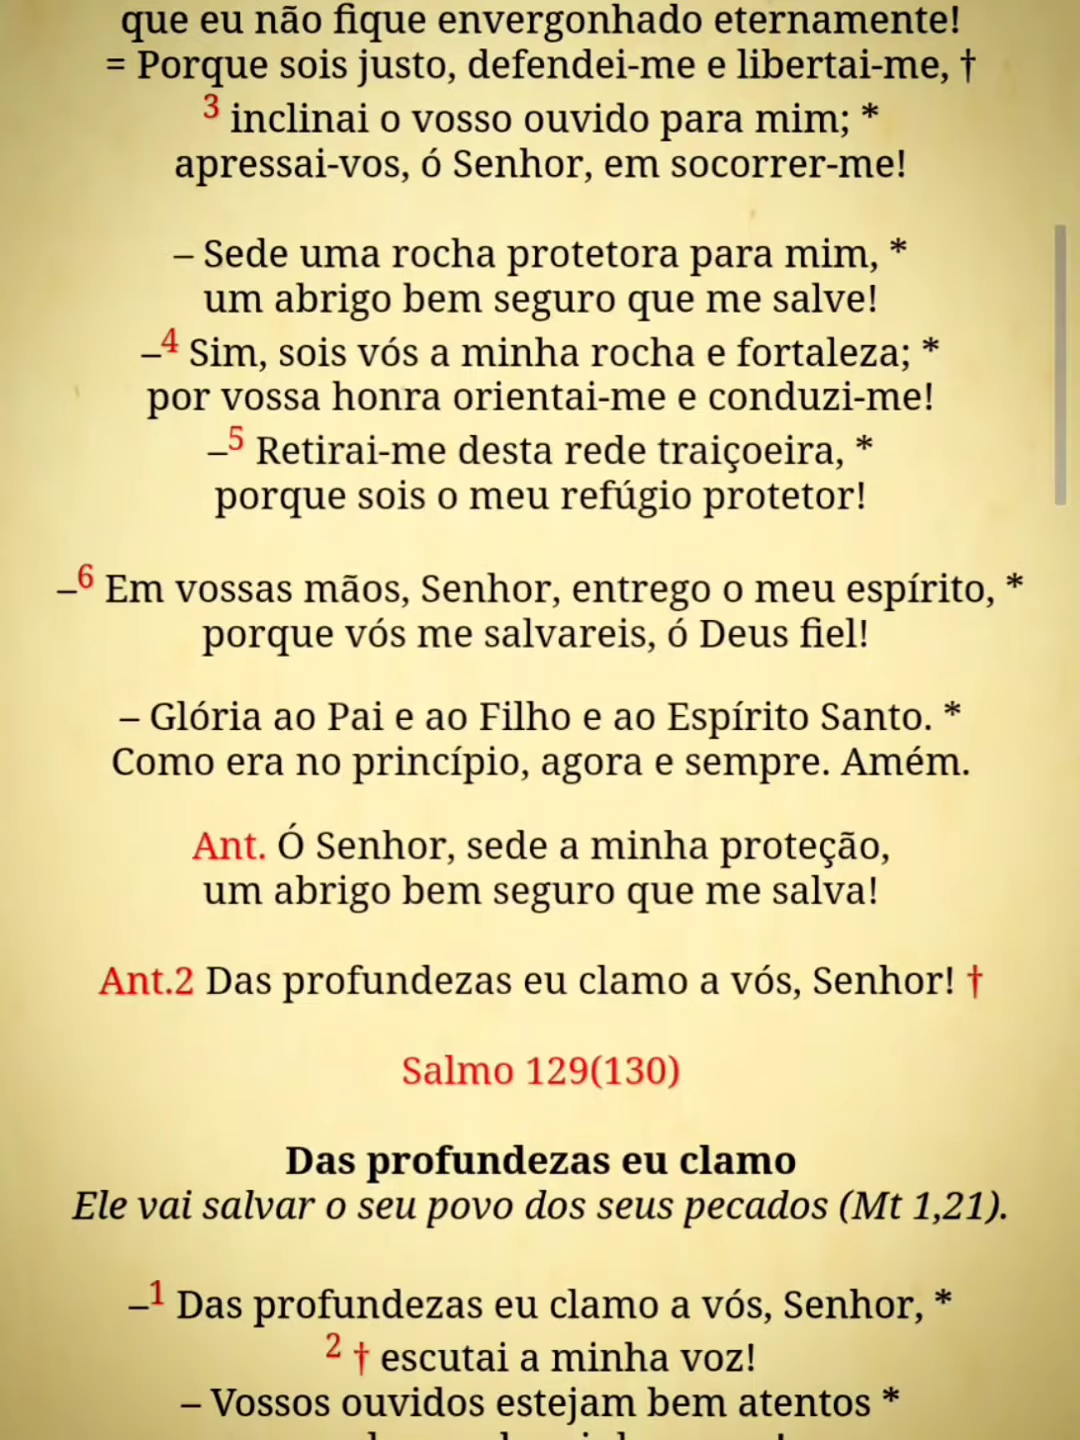 que eu não fique envergonhado eternamente!
= Porque sois justo, defendei-me e libertai-me, †
3 inclinai o vosso ouvido para mim; *
apressai-vos, ó Senhor, em socorrer-me!
– Sede uma rocha protetora para mim, *
um abrigo bem seguro que me salve!
–4 Sim, sois vós a minha rocha e fortaleza; *
por vossa honra orientai-me e conduzi-me!
–5 Retirai-me desta rede traiçoeira, *
porque sois o meu refúgio protetor!
–6 Em vossas mãos, Senhor, entrego o meu espírito, *
porque vós me salvareis, ó Deus fiel!
– Glória ao Pai e ao Filho e ao Espírito Santo. *
Como era no princípio, agora e sempre. Amém.
Ant. Ó Senhor, sede a minha proteção,
um abrigo bem seguro que me salva!
Ant.2 Das profundezas eu clamo a vós, Senhor! †
Salmo 129(130)
Das profundezas eu clamo
Ele vai salvar o seu povo dos seus pecados (Mt 1,21).
–1 Das profundezas eu clamo a vós, Senhor, *
2 † escutai a minha voz!
– Vossos ouvidos estejam bem atentos *